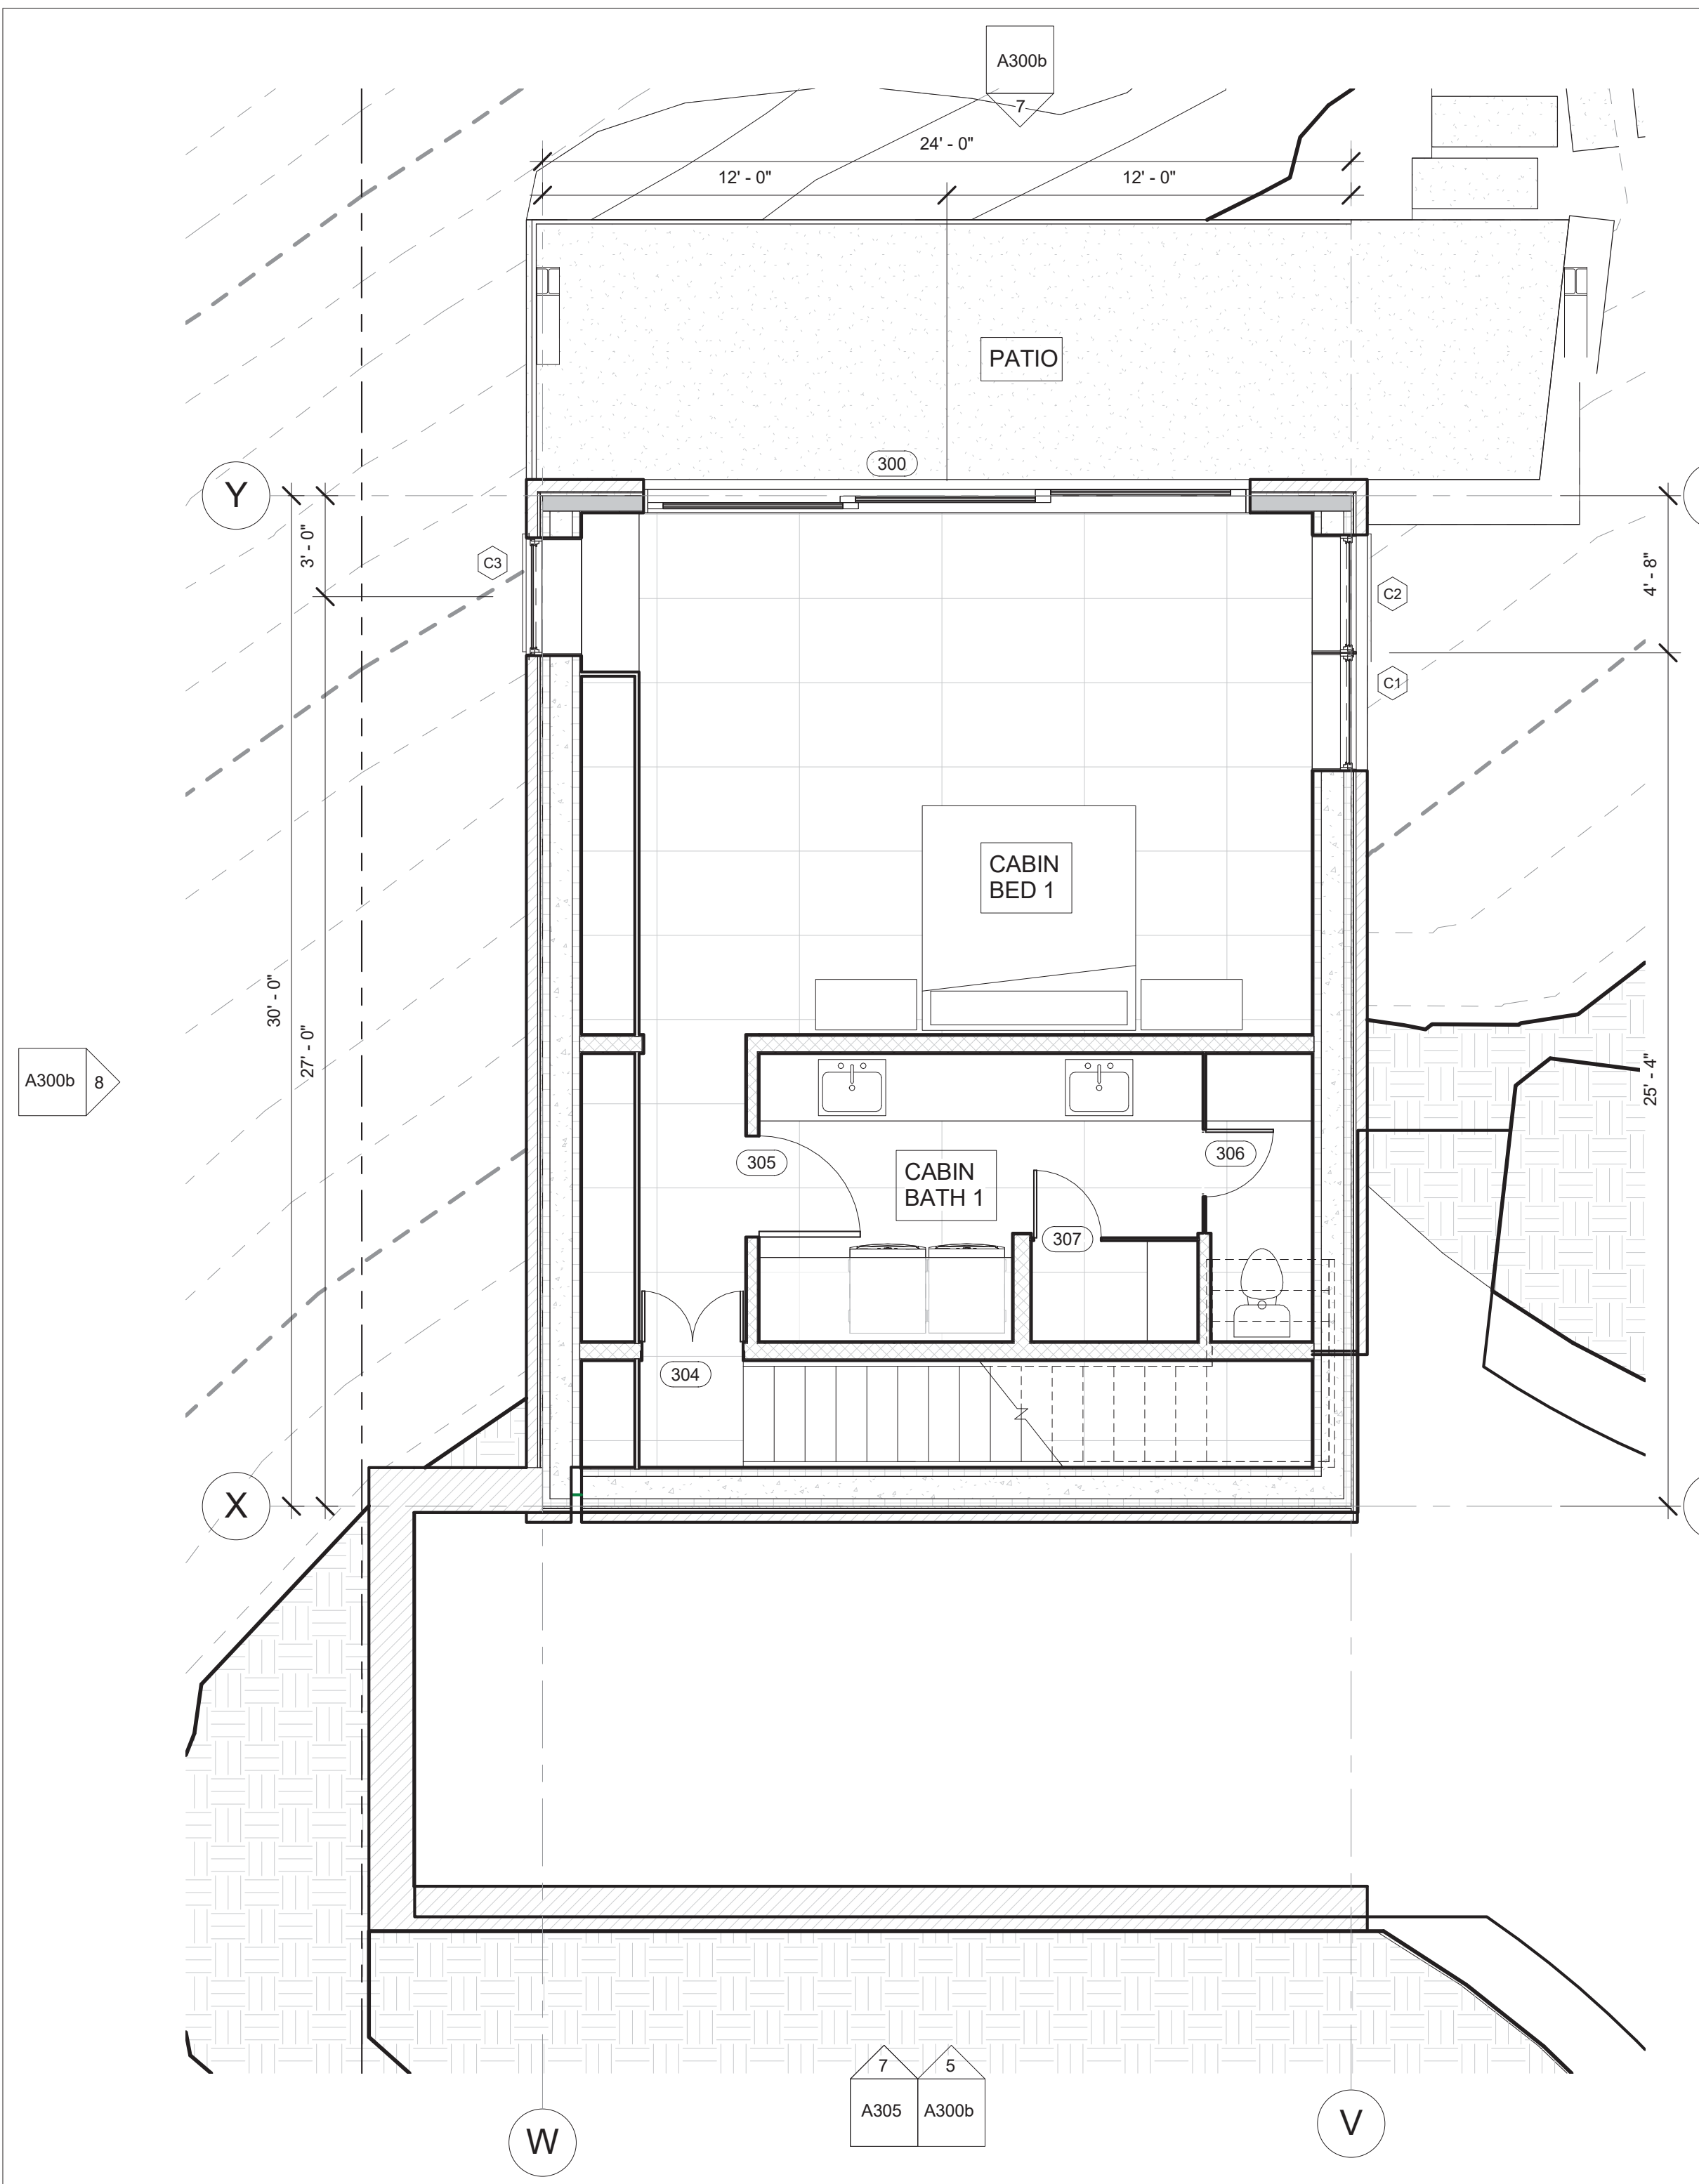 A300b
7
24' - 0"
12' - 0"
12' - 0"
PATIO
300
Y
3' - 0"
C3
C2
4' - 8"
C1
CABIN
BED 1
30' - 0"
27' - 0"
A300b
8
25' - 4"
305
306
CABIN
BATH 1
307
304
X
7
5
A305
A300b
W
V